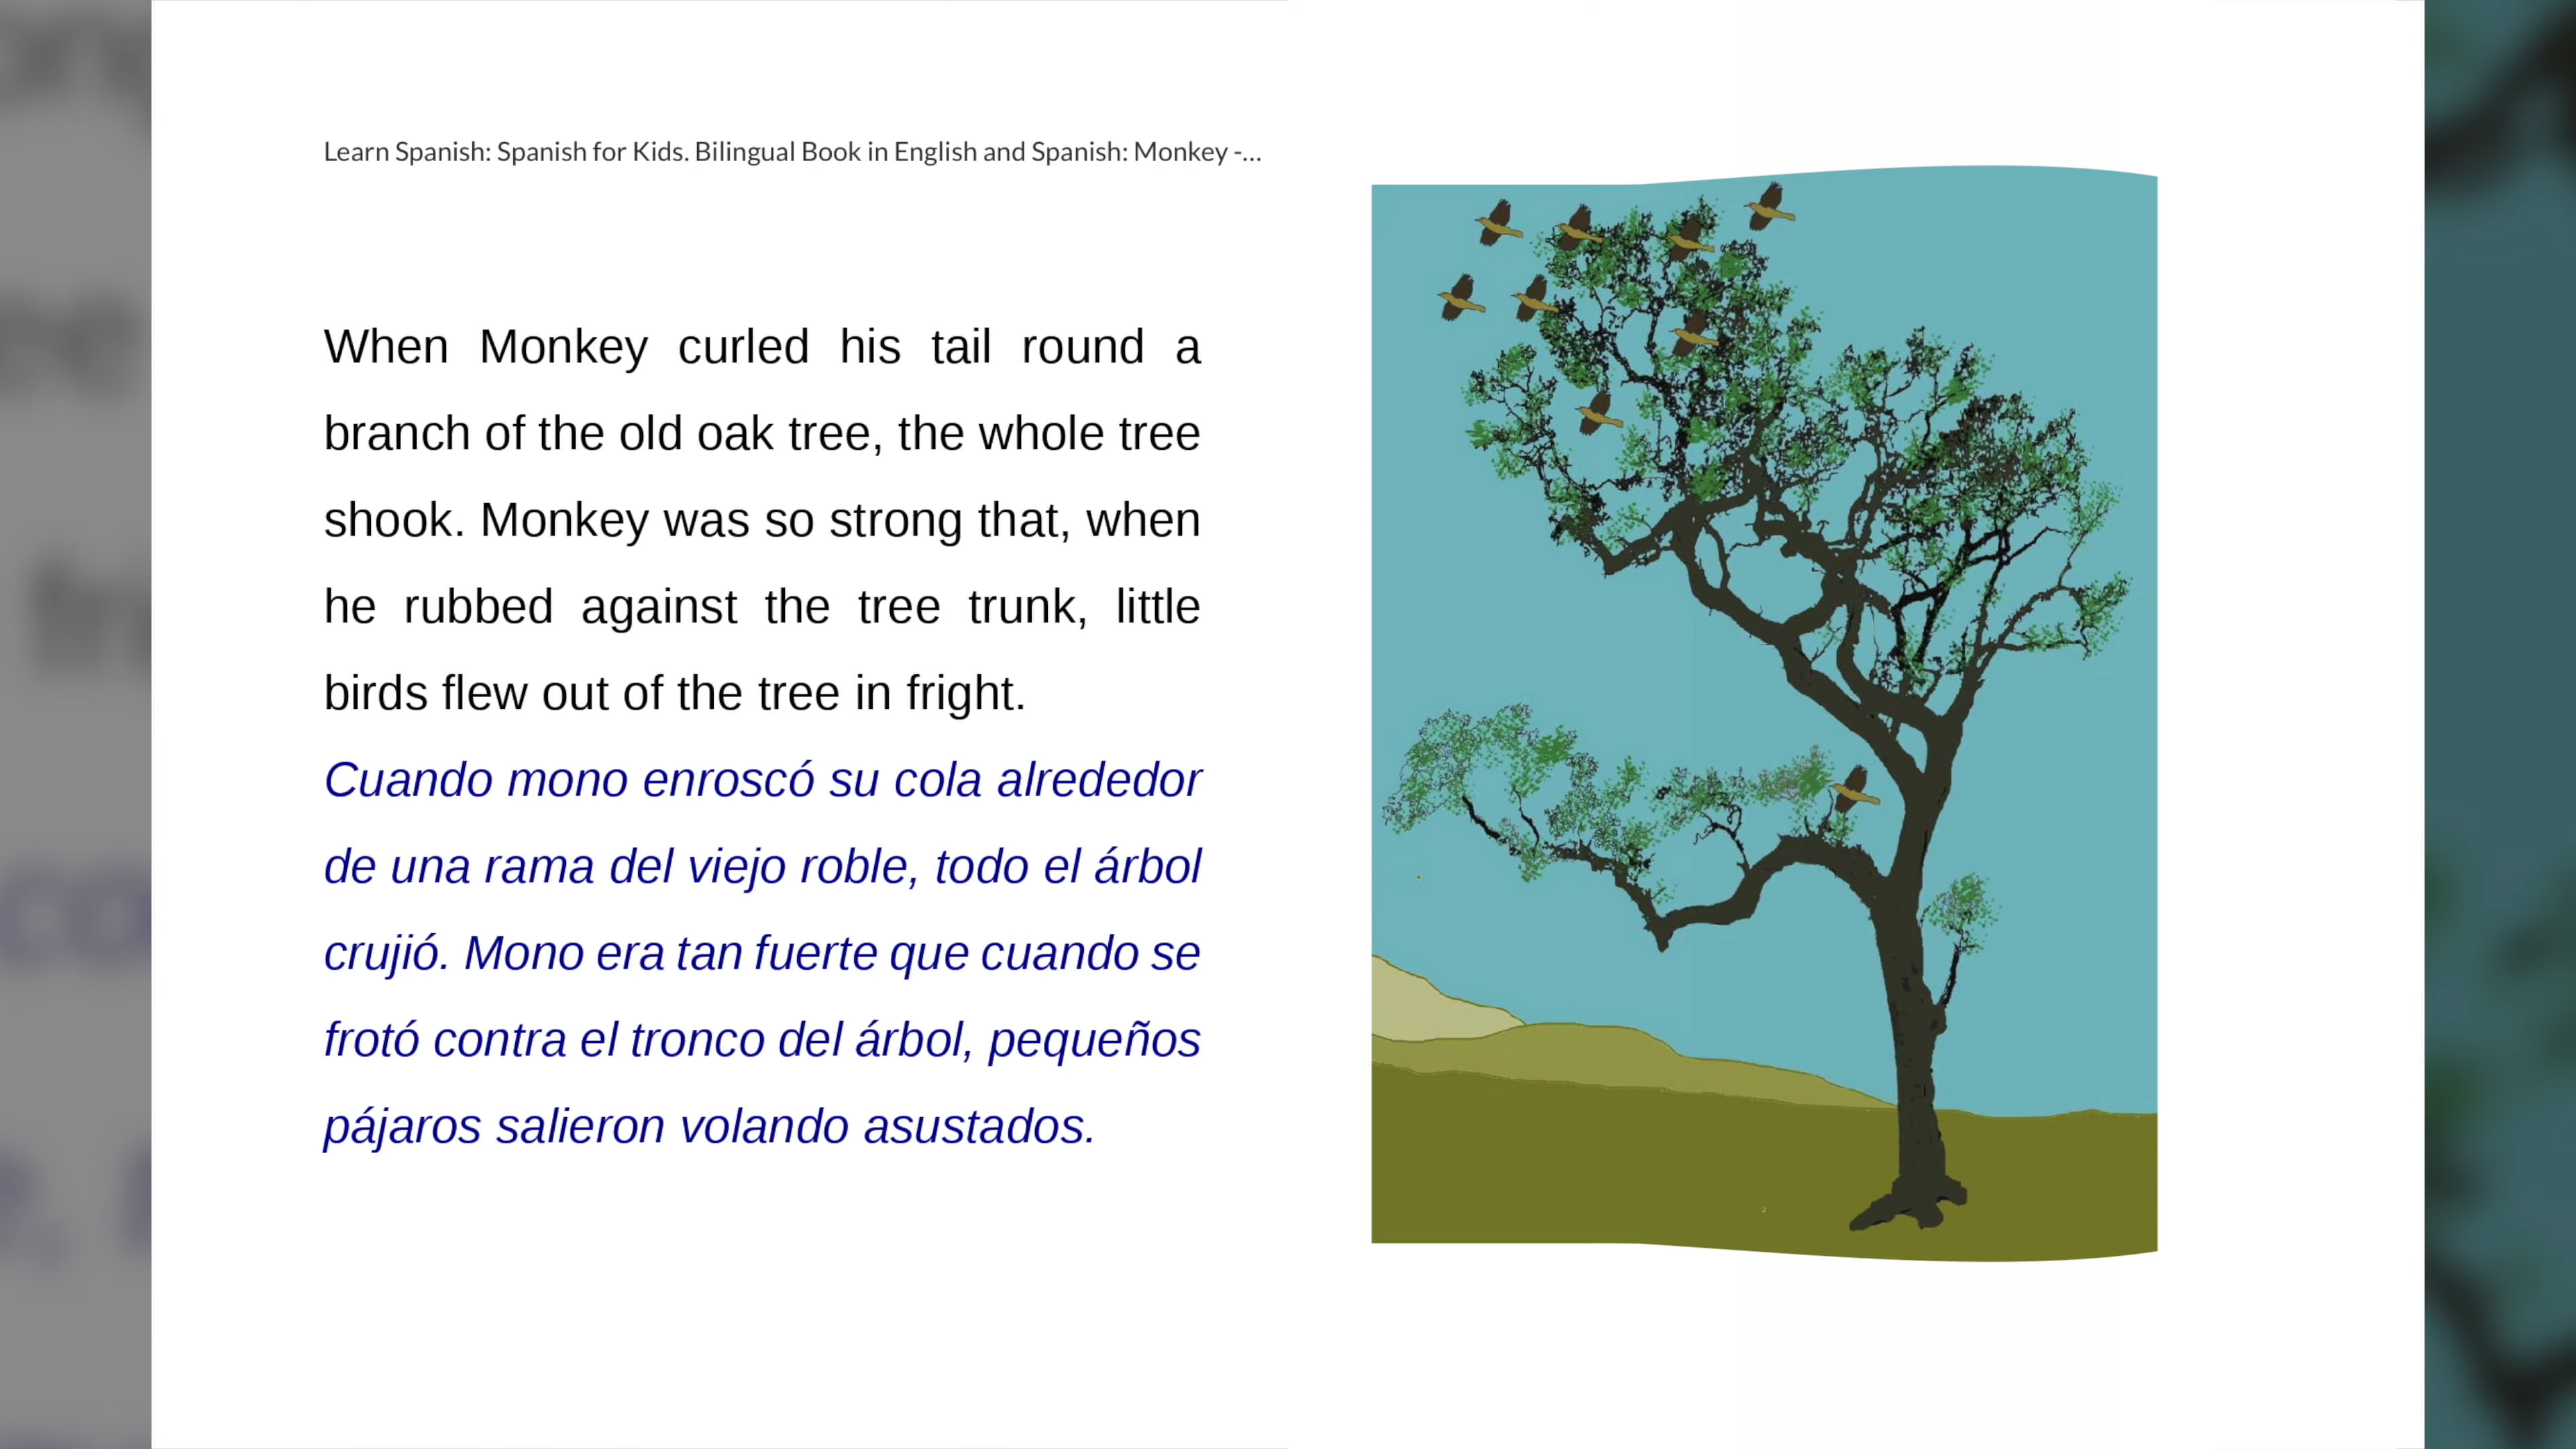 Learn Spanish: Spanish for Kids. Bilingual Book in English and Spanish: Monkey -...
When Monkey curled his tail round a
branch of the old oak tree, the whole tree
shook. Monkey was so strong that, when
he rubbed against the tree trunk, little
birds flew out of the tree in fright.
Cuando mono enroscó su cola alrededor
de una rama del viejo roble, todo el árbol
crujió. Mono era tan fuerte que cuando se
frotó contra el tronco del árbol, pequeños
pájaros salieron volando asustados.